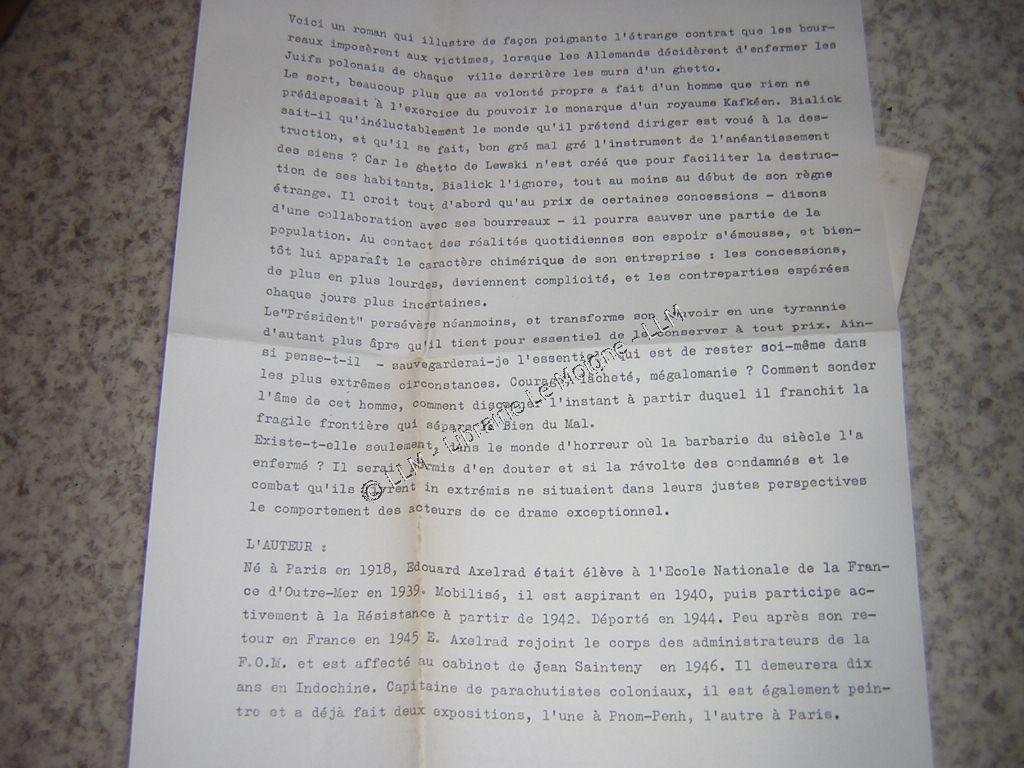 Voici un roman qui illustre de façon poignante l'étrange contrat que les bour-
reaux imposèrent aux victimes, lorsque les Allemands décidèrent d'enfermer les
Juifs polonais de chaque ville derrière les murs d'un ghetto.
Le sort, beaucoup plus que sa volonté propre a fait d'un homme que rien ne
prédisposait à l'exercice du pouvoir le monarque d'un royaume Kafkéen. Bialick
sait-il qu'inéluctablement le monde qu'il prétend diriger est voué à la des-
truction, et qu'il se fait, bon gré mal gré l'instrument de l'anéantissement
des siens ? Car le ghetto de Lewski n'est créé que pour faciliter la destruc-
tion de ses habitants. Bialick l'ignore, tout au moins au début de son règne
étrange. Il croit tout d'abord qu'au prix de certaines concessions - disons
d'une collaboration avec ses bourreaux - il pourra sauver une partie de la
population. Au contact des réalités quotidiennes son espoir s'émousse, et bien-
tôt lui apparaît le caractère chimérique de son entreprise : les concessions,
de plus en plus lourdes, deviennent complicité, et les contreparties espérées
chaque jours plus incertaines.
Le"Président" persévère néanmoins, et transforme son pouvoir en une tyrannie
d'autant plus âpre qu'il tient pour essentiel de le conserver à tout prix. Ain-
si pense-t-il - sauvegarderai-je l'essentiel qui est de rester soi-même dans
les plus extrêmes circonstances. Courage, lâcheté, mégalomanie ? Comment sonder
l'âme de cet homme, comment discerner l'instant à partir duquel il franchit la
fragile frontière qui sépare le Bien du Mal.
Existe-t-elle seulement, dans le monde d'horreur où la barbarie du siècle l'a
enfermé ? Il serait permis d'en douter et si la révolte des condamnés et le
combat qu'ils livrent in extrémis ne situaient dans leurs justes perspectives
le comportement des acteurs de ce drame exceptionnel.
L'AUTEUR :
Né à Paris en 1918, Edouard Axelrad était élève à l'Ecole Nationale de la Fran-
ce d'Outre-Mer en 1939. Mobilisé, il est aspirant en 1940, puis participe ac-
tivement à la Résistance à partir de 1942. Déporté en 1944. Peu après son re-
tour en France en 1945 E. Axelrad rejoint le corps des administrateurs de la
F.O.M. et est affecté au cabinet de Jean Sainteny en 1946. Il demeurera dix
ans en Indochine. Capitaine de parachutistes coloniaux, il est également pein-
tre et a déjà fait deux expositions, l'une à Pnom-Penh, l'autre à Paris.
© LLM - Librairie Le Moigne - LLM